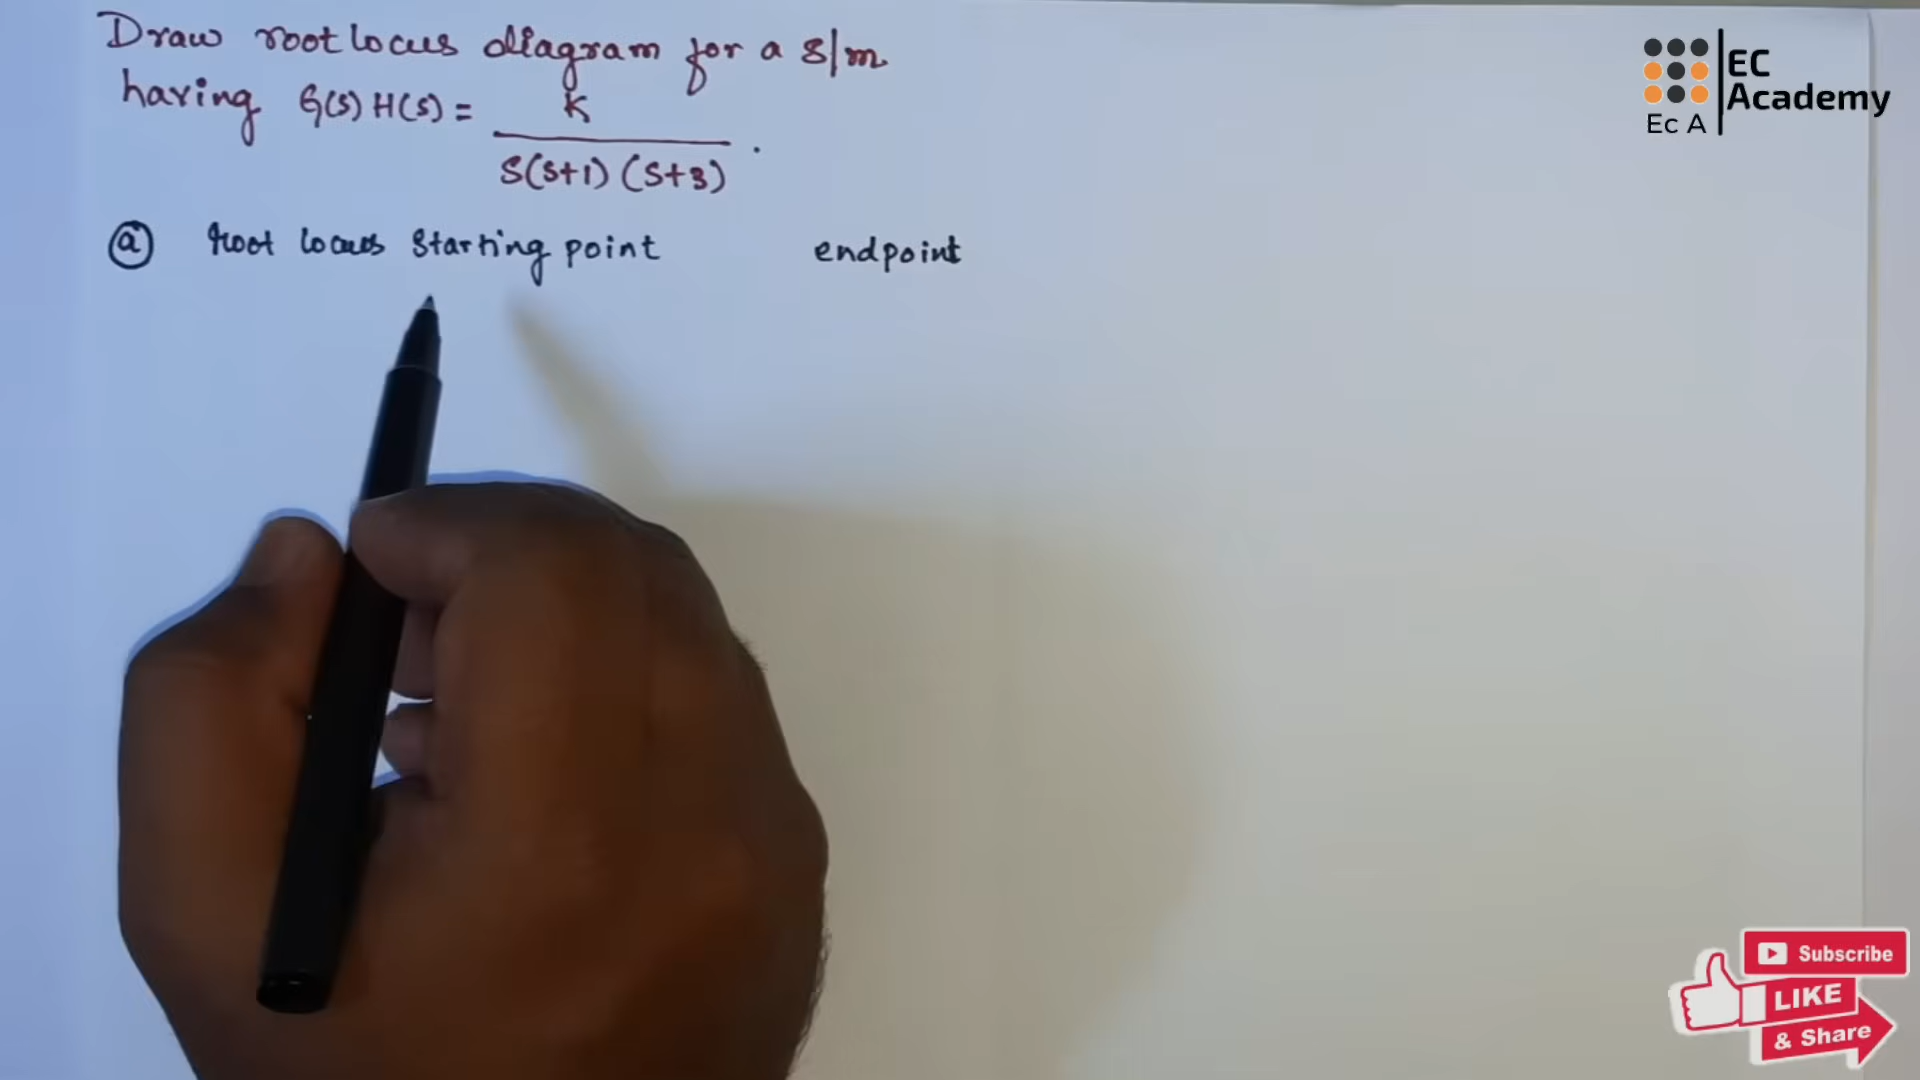 Draw root locus diagram for a S/m
having G(s) H(s) = K
S(S+1) (S+3) .
ⓐ root locus starting point endpoint
EC
Academy
Ec A
Subscribe
LIKE
& Share